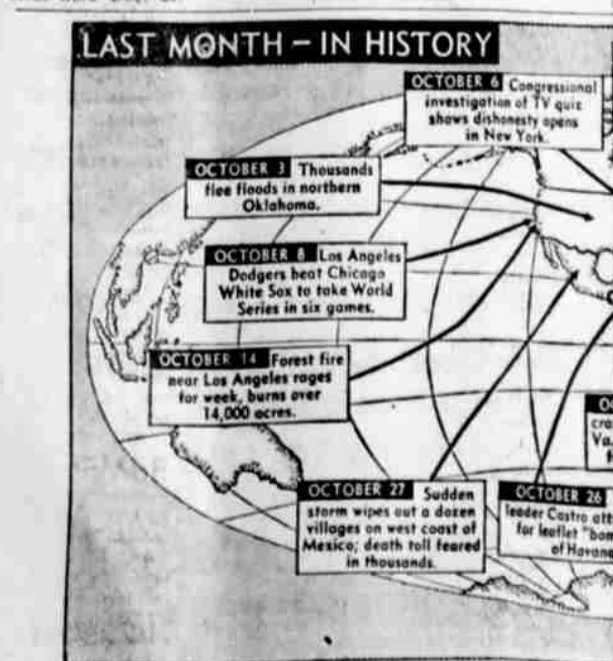 LAST MONTH – IN HISTORY
OCTOBER 6 Congressional
investigation of TV quiz
shows dishonesty opens
in New York.
OCTOBER 3 Thousands
flee floods in northern
Oklahoma.
OCTOBER 8 Los Angeles
Dodgers beat Chicago
White Sox to take World
Series in six games.
OCTOBER 14 Forest fire
near Los Angeles rages
for week, burns over
14,000 acres.
OCTOBER 27 Sudden
storm wipes out a dozen
villages on west coast of
Mexico; death toll feared
in thousands.
OCTOBER 26
leader Castro
for leaflet "bom
of Havana
O
cra
Va.